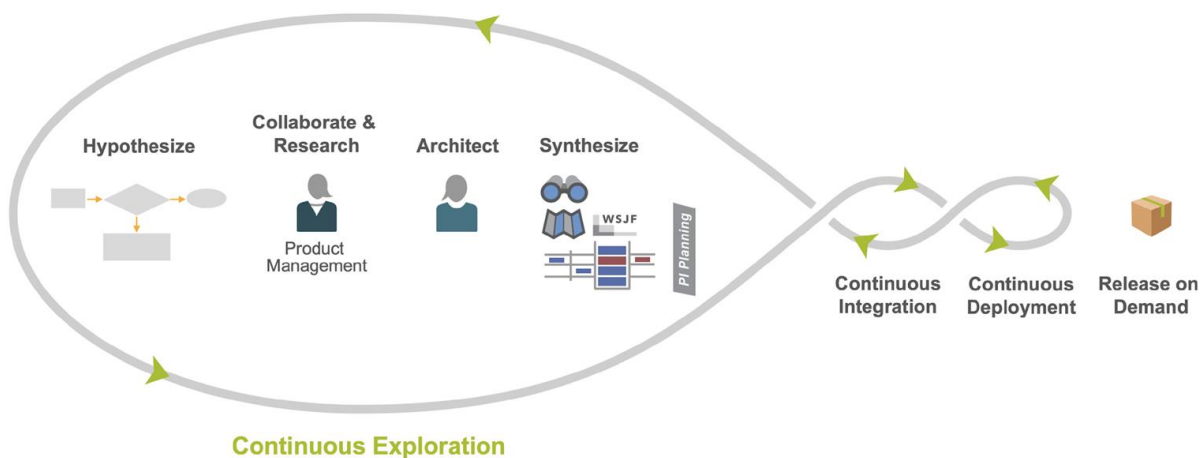 Hypothesize
Collaborate &
Research
Architect
Synthesize
Product
Management
WSJF
PI Planning
Continuous
Integration
Continuous
Deployment
Release on
Demand
Continuous Exploration